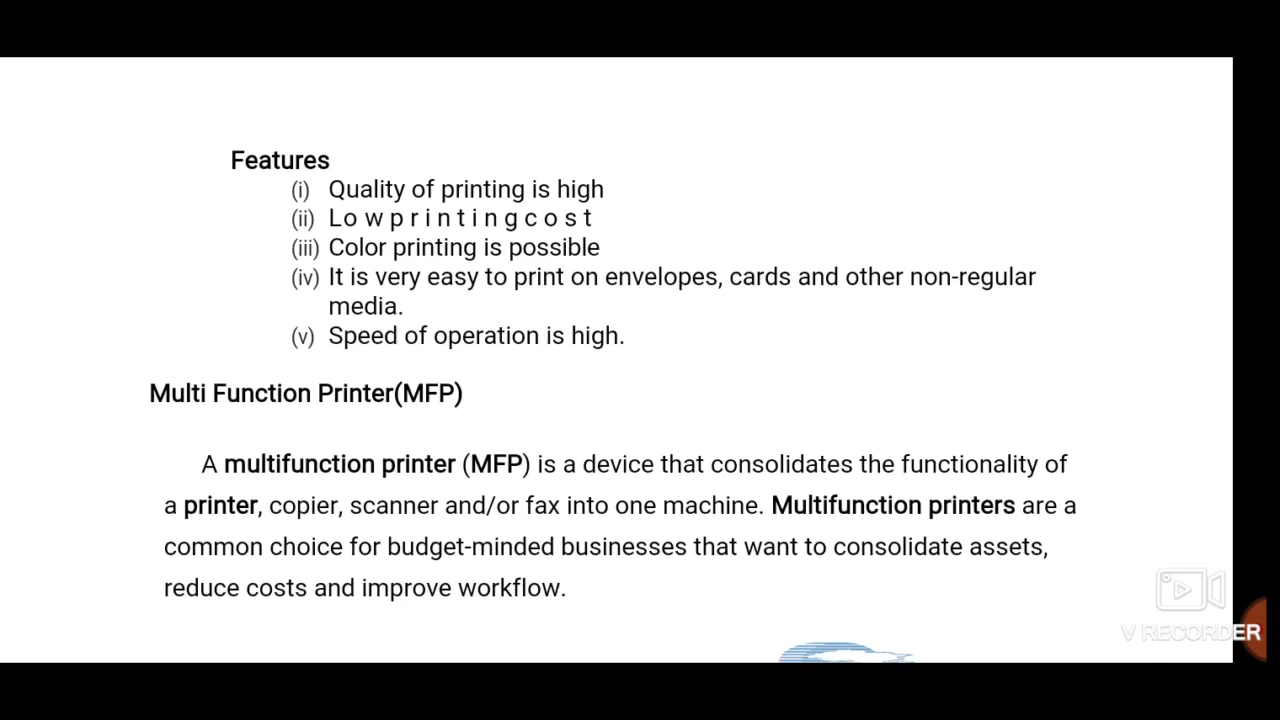 Features
(i) Quality of printing is high
(ii) L o w p r i n t i n g c o s t
(iii) Color printing is possible
(iv) It is very easy to print on envelopes, cards and other non-regular
media.
(v) Speed of operation is high.
Multi Function Printer(MFP)
A multifunction printer (MFP) is a device that consolidates the functionality of
a printer, copier, scanner and/or fax into one machine. Multifunction printers are a
common choice for budget-minded businesses that want to consolidate assets,
reduce costs and improve workflow.
V RECORDER